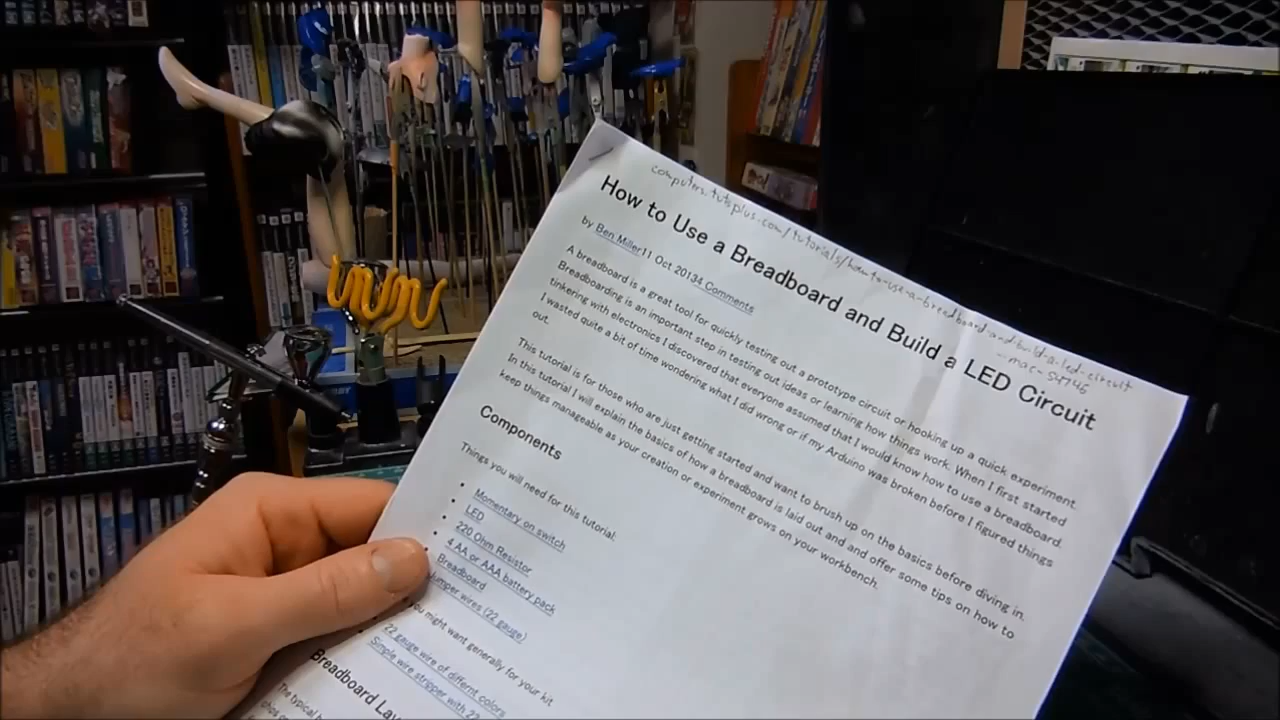 computers.tutsplus.com/tutorials/how-to-use-a-breadboard-and-build-a-led-circuit
...mac-54746
How to Use a Breadboard and Build a LED Circuit
by Ben Miller11 Oct 20134 Comments
A breadboard is a great tool for quickly testing out a prototype circuit or hooking up a quick experiment.
Breadboarding is an important step in testing out ideas or learning how things work. When I first started
tinkering with electronics I discovered that everyone assumed that I would know how to use a breadboard.
I wasted quite a bit of time wondering what I did wrong or if my Arduino was broken before I figured things
out.
This tutorial is for those who are just getting started and want to brush up on the basics before diving in.
In this tutorial I will explain the basics of how a breadboard is laid out and and offer some tips on how to
keep things manageable as your creation or experiment grows on your workbench.
Components
Things you will need for this tutorial:
Momentary on switch
LED
220 Ohm Resistor
4 AA or AAA battery pack
Breadboard
Jumper wires (22 gauge)
you might want generally for your kit
22 gauge wire of differnt colors
Simple wire stripper with 22
Breadboard Lay
The typical